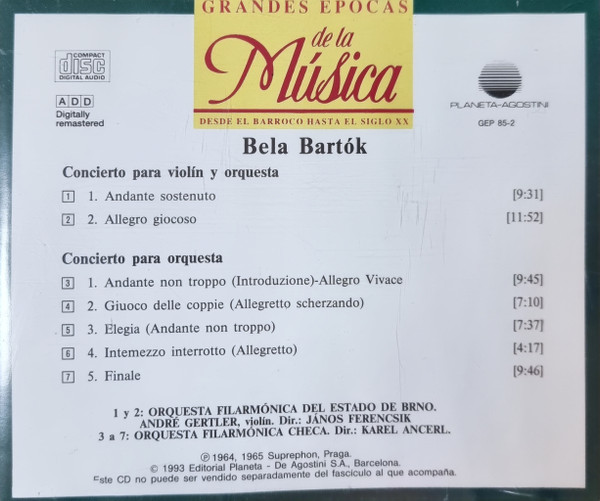 GRANDES EPOCAS
de la
Música
DESDE EL BARROCO HASTA EL SIGLO XX
COMPACT
disc
DIGITAL AUDIO
ADD
Digitally
remastered
PLANETA-AGOSTINI
GEP 85-2
Bela Bartók
Concierto para violín y orquesta
1 1. Andante sostenuto [9:31]
2 2. Allegro giocoso [11:52]
Concierto para orquesta
3 1. Andante non troppo (Introduzione)-Allegro Vivace [9:45]
4 2. Giuoco delle coppie (Allegretto scherzando) [7:10]
5 3. Elegia (Andante non troppo) [7:37]
6 4. Intemezzo interrotto (Allegretto) [4:17]
7 5. Finale [9:46]
1 y 2: ORQUESTA FILARMÓNICA DEL ESTADO DE BRNO.
ANDRÉ GERTLER, violín. Dir.: JÁNOS FERENCSIK
3 a 7: ORQUESTA FILARMÓNICA CHECA. Dir.: KAREL ANCERL.
℗ 1964, 1965 Suprephon, Praga.
© 1993 Editorial Planeta - De Agostini S.A., Barcelona.
Este CD no puede ser vendido separadamente del fascículo al que acompaña.